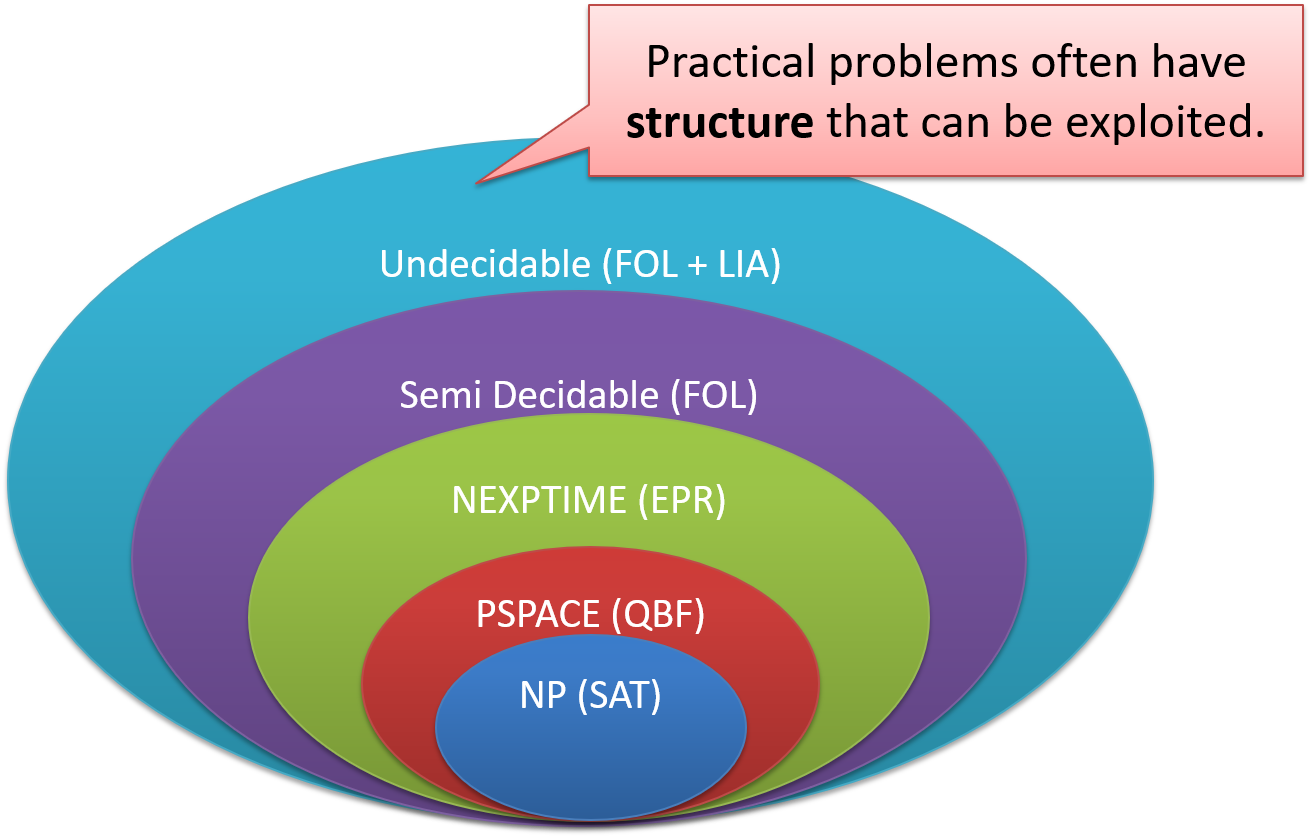 Practical problems often have
structure that can be exploited.
Undecidable (FOL + LIA)
Semi Decidable (FOL)
NEXPTIME (EPR)
PSPACE (QBF)
NP (SAT)